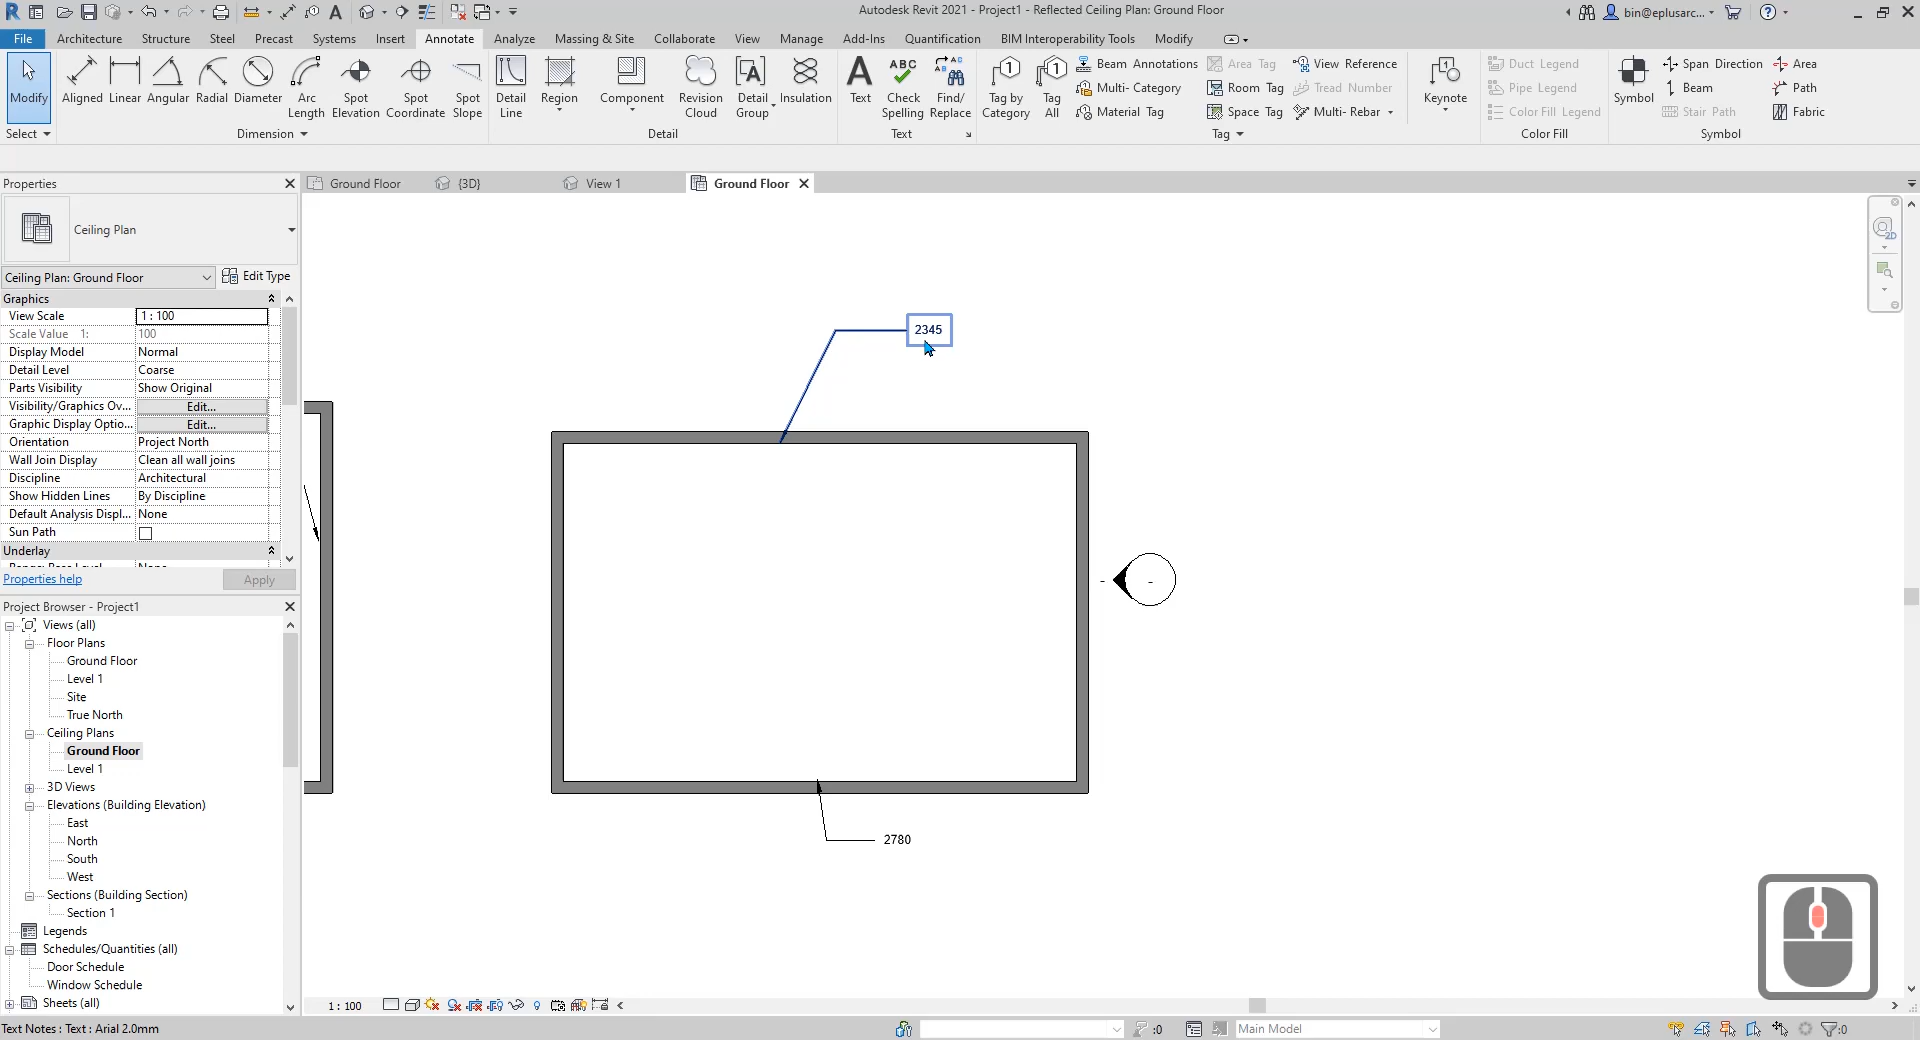 Autodesk Revit 2021 - Project1 - Reflected Ceiling Plan: Ground Floor
bin@eplusarc...
File Architecture Structure Steel Precast Systems Insert Annotate Analyze Massing & Site Collaborate View Manage Add-Ins Quantification BIM Interoperability Tools Modify
Modify
Aligned Linear Angular Radial Diameter Arc Length Spot Elevation Spot Coordinate Spot Slope
Detail Line Region Component Revision Cloud Detail Group Insulation
Text Check Spelling Find/ Replace
Tag by Category Tag All
Beam Annotations Area Tag View Reference
Multi- Category Room Tag Tread Number
Material Tag Space Tag Multi- Rebar
Keynote
Duct Legend
Pipe Legend
Color Fill Legend
Symbol
Span Direction Area
Beam Path
Stair Path Fabric
Select Dimension Detail Text Tag Color Fill Symbol
Properties
Ground Floor {3D} View 1 Ground Floor
Ceiling Plan
Ceiling Plan: Ground Floor Edit Type
Graphics
View Scale 1 : 100
Scale Value 1: 100
Display Model Normal
Detail Level Coarse
Parts Visibility Show Original
Visibility/Graphics Ov... Edit...
Graphic Display Optio... Edit...
Orientation Project North
Wall Join Display Clean all wall joins
Discipline Architectural
Show Hidden Lines By Discipline
Default Analysis Displ... None
Sun Path
Underlay
Properties help Apply
Project Browser - Project1
Views (all)
Floor Plans
Ground Floor
Level 1
Site
True North
Ceiling Plans
Ground Floor
Level 1
3D Views
Elevations (Building Elevation)
East
North
South
West
Sections (Building Section)
Section 1
Legends
Schedules/Quantities (all)
Door Schedule
Window Schedule
Sheets (all)
2345
2780
2D
1 : 100
Text Notes : Text : Arial 2.0mm
:0
Main Model
:0